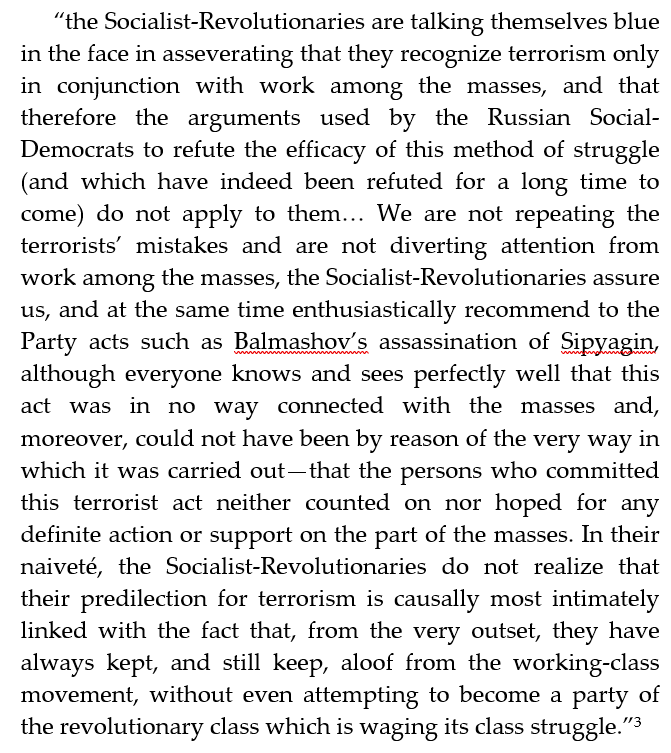 “the Socialist-Revolutionaries are talking themselves blue
in the face in asseverating that they recognize terrorism only
in conjunction with work among the masses, and that
therefore the arguments used by the Russian Social-
Democrats to refute the efficacy of this method of struggle
(and which have indeed been refuted for a long time to
come) do not apply to them… We are not repeating the
terrorists’ mistakes and are not diverting attention from
work among the masses, the Socialist-Revolutionaries assure
us, and at the same time enthusiastically recommend to the
Party acts such as Balmashov’s assassination of Sipyagin,
although everyone knows and sees perfectly well that this
act was in no way connected with the masses and,
moreover, could not have been by reason of the very way in
which it was carried out—that the persons who committed
this terrorist act neither counted on nor hoped for any
definite action or support on the part of the masses. In their
naiveté, the Socialist-Revolutionaries do not realize that
their predilection for terrorism is causally most intimately
linked with the fact that, from the very outset, they have
always kept, and still keep, aloof from the working-class
movement, without even attempting to become a party of
the revolutionary class which is waging its class struggle.”³